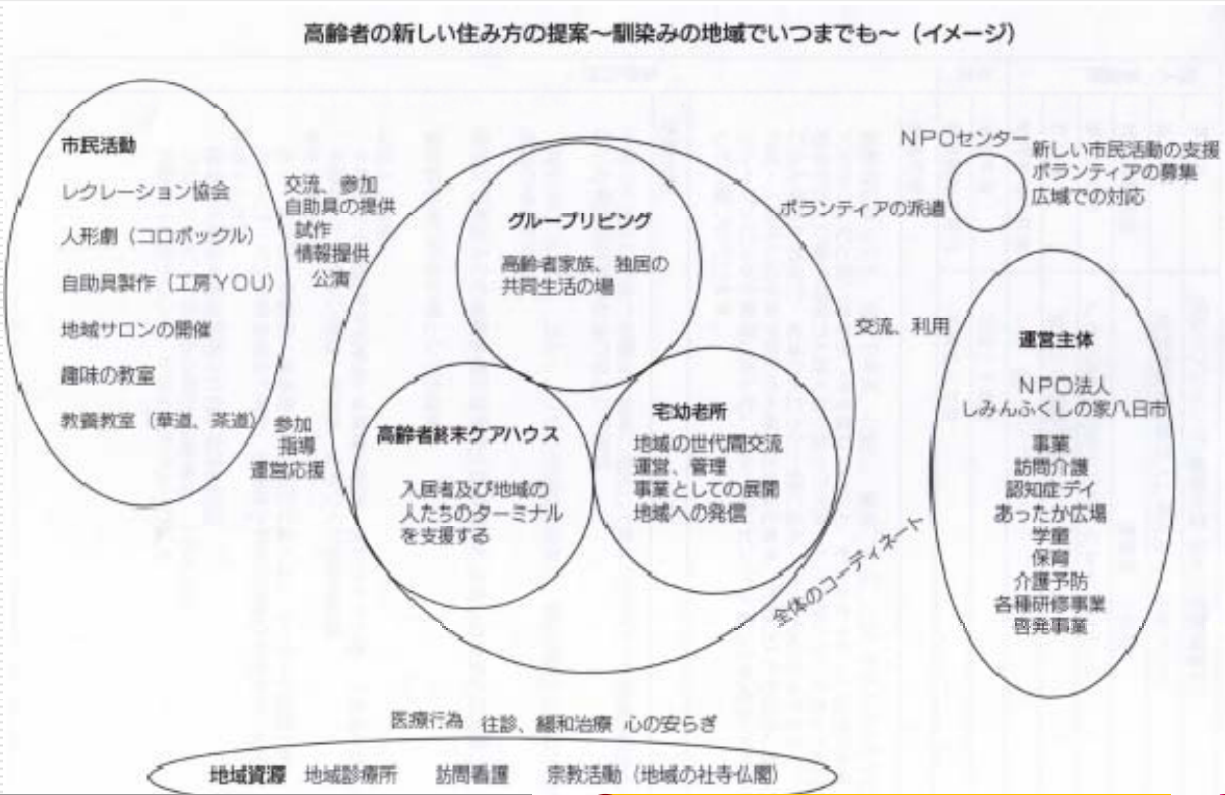 高齢者の新しい住み方の提案～馴染みの地域でいつまでも～（イメージ）
市民活動
レクレーション協会
人形劇（コロボックル）
自助具製作（工房ＹＯＵ）
地域サロンの開催
趣味の教室
教養教室（華道、茶道）
交流、参加
自助具の提供
試作
情報提供
公演
参加
指導
運営応援
グループリビング
高齢者家族、独居の
共同生活の場
高齢者終末ケアハウス
入居者及び地域の
人たちのターミナル
を支援する
宅幼老所
地域の世代間交流
運営、管理
事業としての展開
地域への発信
ＮＰＯセンター
新しい市民活動の支援
ボランティアの募集
広域での対応
ボランティアの派遣
交流、利用
運営主体
ＮＰＯ法人
しみんふくしの家八日市
事業
訪問介護
認知症デイ
あったか広場
学童
保育
介護予防
各種研修事業
啓発事業
全体のコーディネート
医療行為 往診、緩和治療 心の安らぎ
地域資源 地域診療所 訪問看護 宗教活動（地域の社寺仏閣）